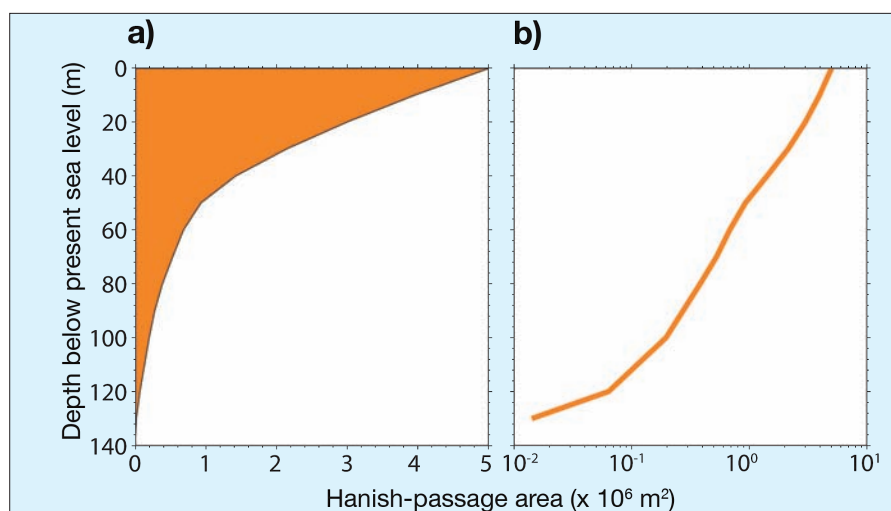 a)
b)
Depth below present sea level (m)
0
20
40
60
80
100
120
140
0 1 2 3 4 5
10⁻² 10⁻¹ 10⁰ 10¹
Hanish-passage area (x 10⁶ m²)